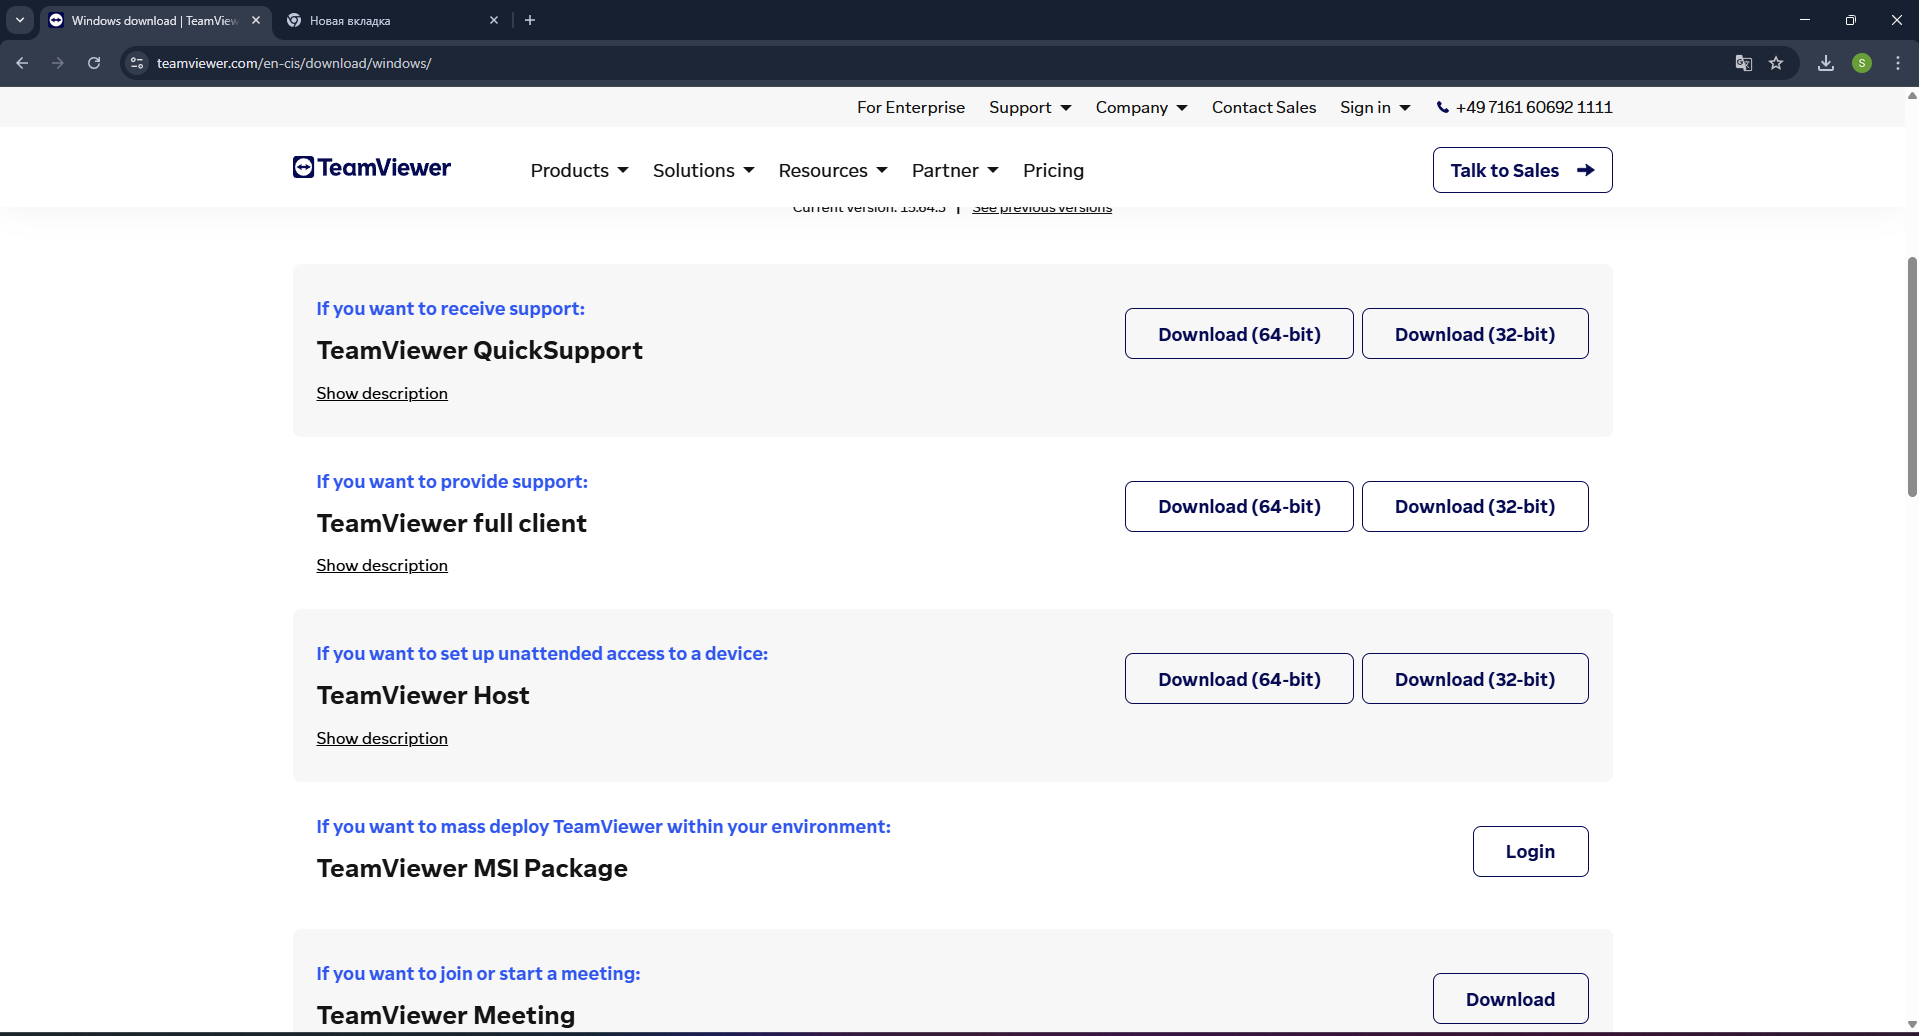 Windows download | TeamView
Новая вкладка
teamviewer.com/en-cis/download/windows/
S
For Enterprise
Support
Company
Contact Sales
Sign in
+49 7161 60692 1111
TeamViewer
Products
Solutions
Resources
Partner
Pricing
Talk to Sales
Current version: 15.64.3 | See previous versions
If you want to receive support:
TeamViewer QuickSupport
Show description
Download (64-bit)
Download (32-bit)
If you want to provide support:
TeamViewer full client
Show description
Download (64-bit)
Download (32-bit)
If you want to set up unattended access to a device:
TeamViewer Host
Show description
Download (64-bit)
Download (32-bit)
If you want to mass deploy TeamViewer within your environment:
TeamViewer MSI Package
Login
If you want to join or start a meeting:
TeamViewer Meeting
Download